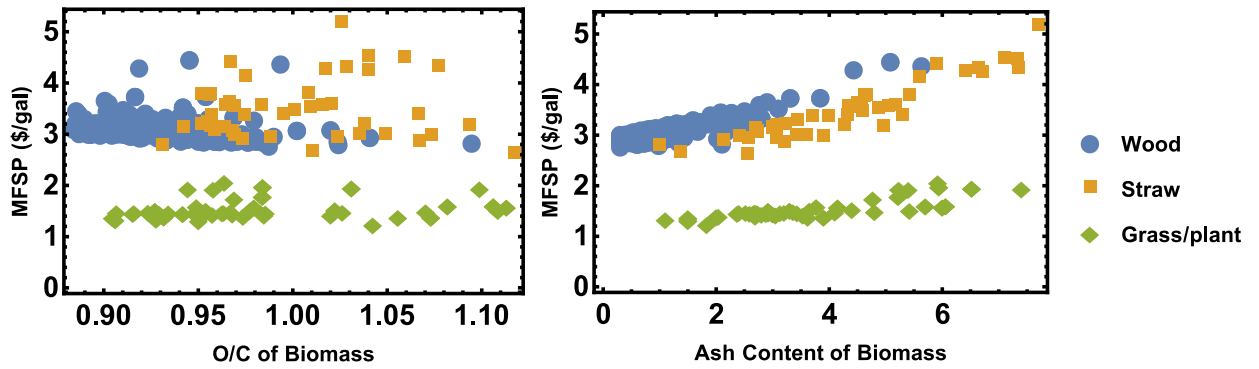 MFSP ($/gal)
5
4
3
2
1
0
0.90 0.95 1.00 1.05 1.10
O/C of Biomass
MFSP ($/gal)
5
4
3
2
1
0
0 2 4 6
Ash Content of Biomass
Wood
Straw
Grass/plant